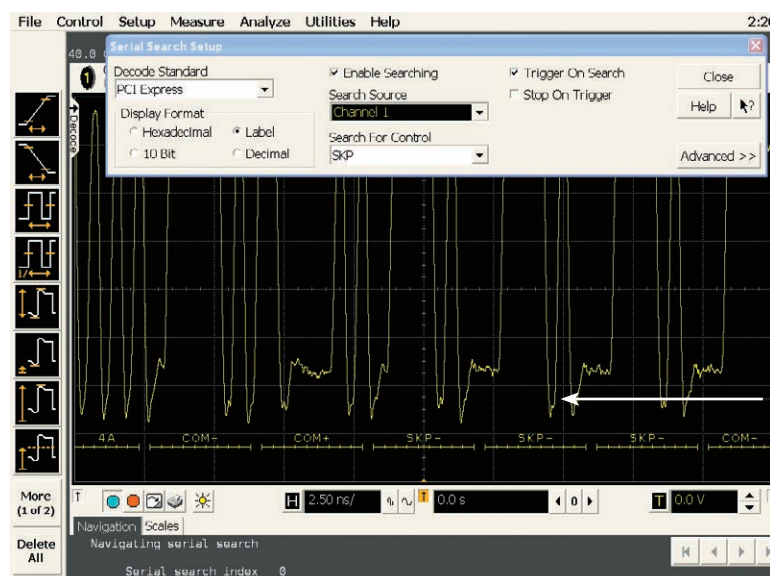 File Control Setup Measure Analyze Utilities Help
Serial Search Setup
Decode Standard
PCI Express
Display Format
Hexadecimal Label
10 Bit Decimal
Enable Searching
Search Source
Channel 1
Search For Control
SKP
Trigger On Search
Stop On Trigger
Close
Help
Advanced >>
40.0
1
Decode
4A COM- COM+ SKP- SKP- SKP- COM-
More
(1 of 2)
Delete
All
H 2.50 ns/ 0.0 s 0 T 0.0 V
Navigation Scales
Navigating serial search
Serial search index 0